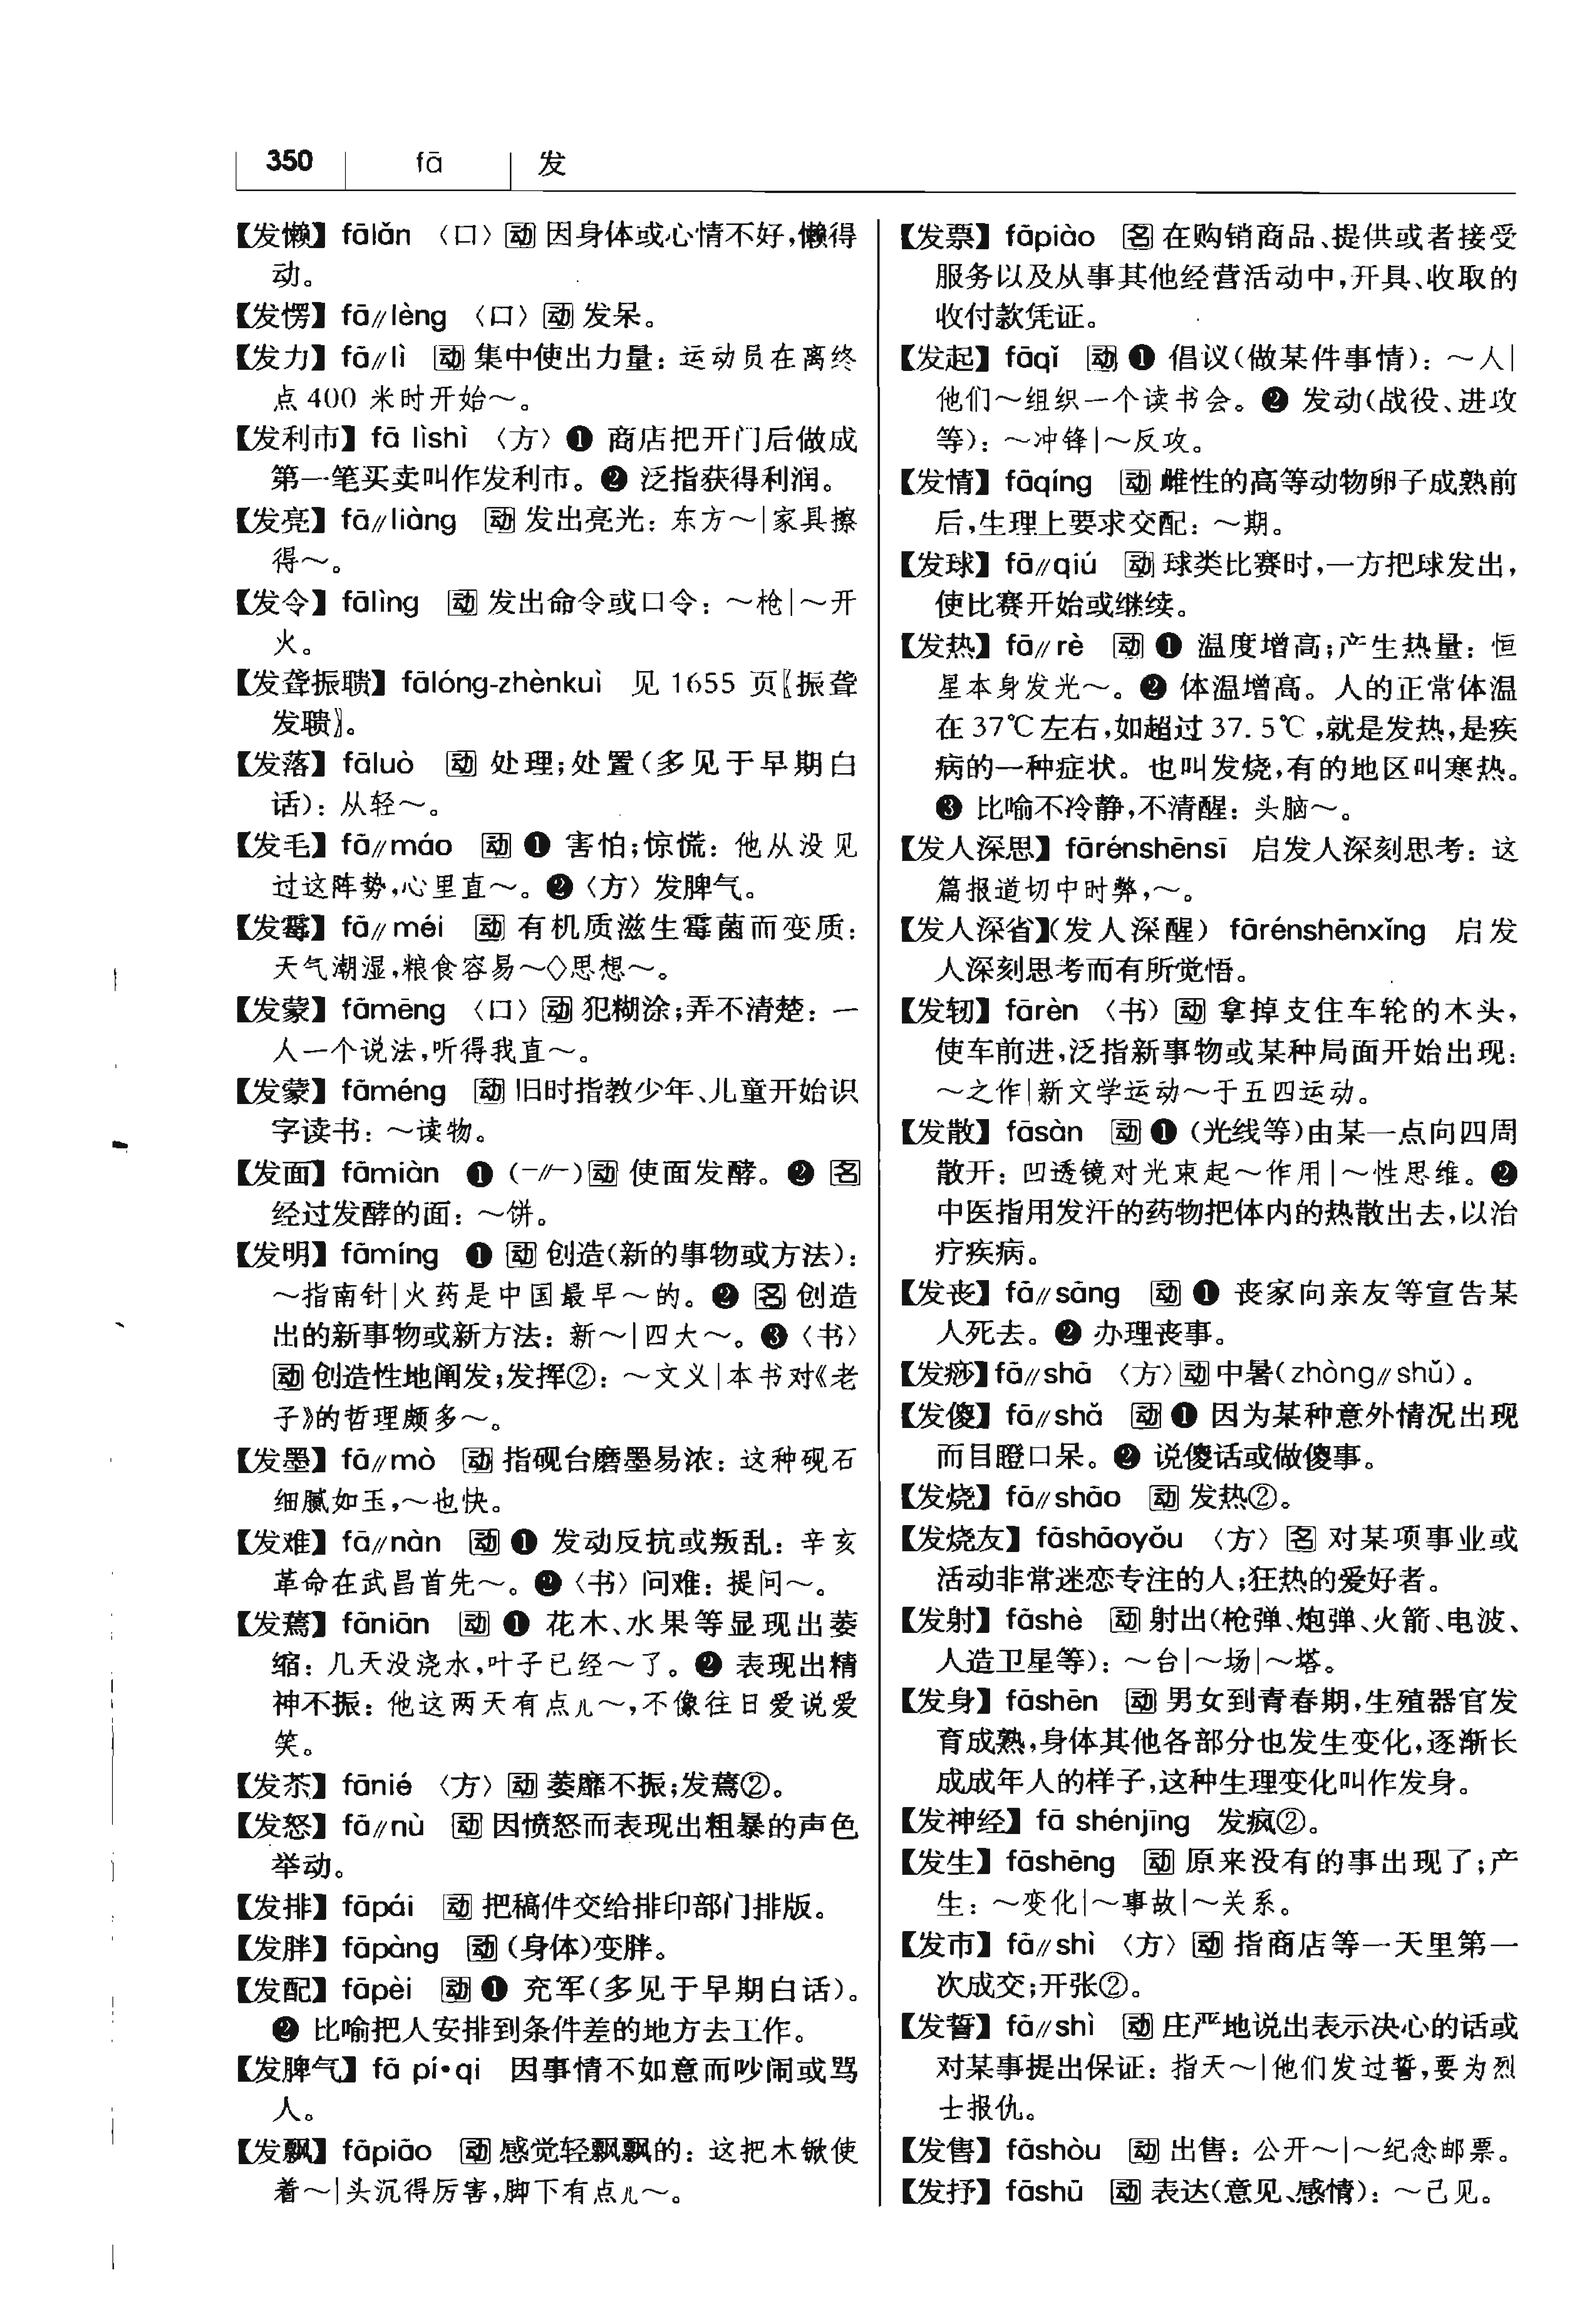 350 fā 发
【发懒】 fālǎn 〈口〉 动 因身体或心情不好,懒得
动。
【发愣】 fā∥lèng 〈口〉 动 发呆。
【发力】 fā∥lì 动 集中使出力量：运动员在离终
点 400 米时开始～。
【发利市】 fā lìshì 〈方〉 ❶ 商店把开门后做成
第一笔买卖叫作发利市。❷ 泛指获得利润。
【发亮】 fā∥liàng 动 发出亮光：东方～|家具擦
得～。
【发令】 fālìng 动 发出命令或口令：～枪|～开
火。
【发聋振聩】 fālóng-zhènkuì 见 1655 页〖振聋
发聩〗。
【发落】 fāluò 动 处理;处置(多见于早期白
话)：从轻～。
【发毛】 fā∥máo 动 ❶ 害怕;惊慌：他从没见
过这阵势,心里直～。❷〈方〉发脾气。
【发霉】 fā∥méi 动 有机质滋生霉菌而变质：
天气潮湿,粮食容易～◇思想～。
【发蒙】 fāmēng 〈口〉 动 犯糊涂;弄不清楚：一
人一个说法,听得我直～。
【发蒙】 fāméng 动 旧时指教少年、儿童开始识
字读书：～读物。
【发面】 fāmiàn ❶ (-∥-) 动 使面发酵。❷ 名
经过发酵的面：～饼。
【发明】 fāmíng ❶ 动 创造(新的事物或方法)：
～指南针|火药是中国最早～的。❷ 名 创造
出的新事物或新方法：新～|四大～。❸〈书〉
动 创造性地阐发;发挥②：～文义|本书对《老
子》的哲理颇多～。
【发墨】 fā∥mò 动 指砚台磨墨易浓：这种砚石
细腻如玉,～也快。
【发难】 fā∥nàn 动 ❶ 发动反抗或叛乱：辛亥
革命在武昌首先～。❷〈书〉问难：提问～。
【发蔫】 fāniān 动 ❶ 花木、水果等显现出萎
缩：几天没浇水,叶子已经～了。❷ 表现出精
神不振：他这两天有点儿～,不像往日爱说爱
笑。
【发苶】 fānié 〈方〉 动 萎靡不振;发蔫②。
【发怒】 fā∥nù 动 因愤怒而表现出粗暴的声色
举动。
【发排】 fāpái 动 把稿件交给排印部门排版。
【发胖】 fāpàng 动 (身体)变胖。
【发配】 fāpèi 动 ❶ 充军(多见于早期白话)。
❷ 比喻把人安排到条件差的地方去工作。
【发脾气】 fā pí•qi 因事情不如意而吵闹或骂
人。
【发飘】 fāpiāo 动 感觉轻飘飘的：这把木锨使
着～|头沉得厉害,脚下有点儿～。
【发票】 fāpiào 名 在购销商品、提供或者接受
服务以及从事其他经营活动中,开具、收取的
收付款凭证。
【发起】 fāqǐ 动 ❶ 倡议(做某件事情)：～人|
他们～组织一个读书会。❷ 发动(战役、进攻
等)：～冲锋|～反攻。
【发情】 fāqíng 动 雌性的高等动物卵子成熟前
后,生理上要求交配：～期。
【发球】 fā∥qiú 动 球类比赛时,一方把球发出,
使比赛开始或继续。
【发热】 fā∥rè 动 ❶ 温度增高;产生热量：恒
星本身发光～。❷ 体温增高。人的正常体温
在 37℃左右,如超过 37.5℃,就是发热,是疾
病的一种症状。也叫发烧,有的地区叫寒热。
❸ 比喻不冷静,不清醒：头脑～。
【发人深思】 fārénshēnsī 启发人深刻思考：这
篇报道切中时弊,～。
【发人深省】(发人深醒) fārénshēnxǐng 启发
人深刻思考而有所觉悟。
【发轫】 fārèn 〈书〉 动 拿掉支住车轮的木头,
使车前进,泛指新事物或某种局面开始出现：
～之作|新文学运动～于五四运动。
【发散】 fāsàn 动 ❶ (光线等)由某一点向四周
散开：凹透镜对光束起～作用|～性思维。❷
中医指用发汗的药物把体内的热散出去,以治
疗疾病。
【发丧】 fā∥sāng 动 ❶ 丧家向亲友等宣告某
人死去。❷ 办理丧事。
【发痧】 fā∥shā 〈方〉 动 中暑(zhòng∥shǔ)。
【发傻】 fā∥shǎ 动 ❶ 因为某种意外情况出现
而目瞪口呆。❷ 说傻话或做傻事。
【发烧】 fā∥shāo 动 发热②。
【发烧友】 fāshāoyǒu 〈方〉 名 对某项事业或
活动非常迷恋专注的人;狂热的爱好者。
【发射】 fāshè 动 射出(枪弹、炮弹、火箭、电波、
人造卫星等)：～台|～场|～塔。
【发身】 fāshēn 动 男女到青春期,生殖器官发
育成熟,身体其他各部分也发生变化,逐渐长
成成年人的样子,这种生理变化叫作发身。
【发神经】 fā shénjīng 发疯②。
【发生】 fāshēng 动 原来没有的事出现了;产
生：～变化|～事故|～关系。
【发市】 fā∥shì 〈方〉 动 指商店等一天里第一
次成交;开张②。
【发誓】 fā∥shì 动 庄严地说出表示决心的话或
对某事提出保证：指天～|他们发过誓,要为烈
士报仇。
【发售】 fāshòu 动 出售：公开～|～纪念邮票。
【发抒】 fāshū 动 表达(意见、感情)：～己见。